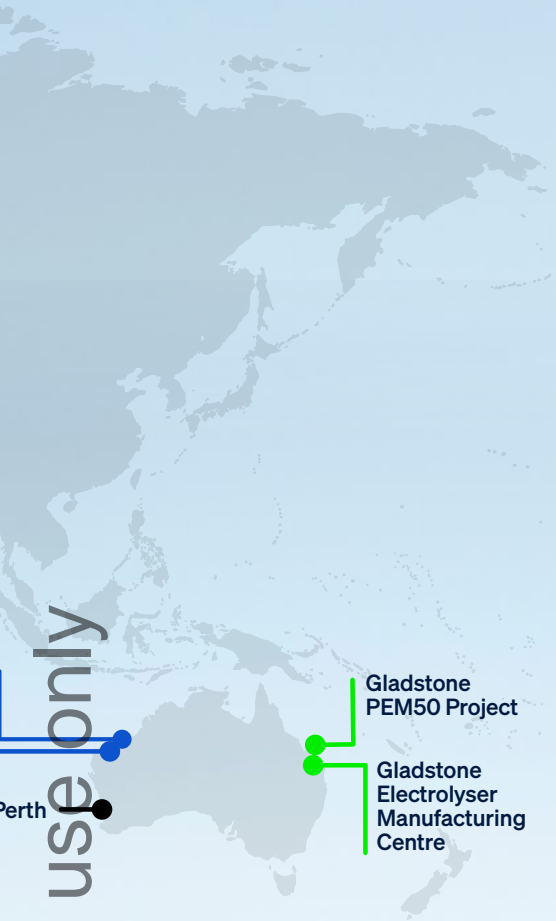 Gladstone
PEM50 Project
Gladstone
Electrolyser
Manufacturing
Centre
Perth
use only